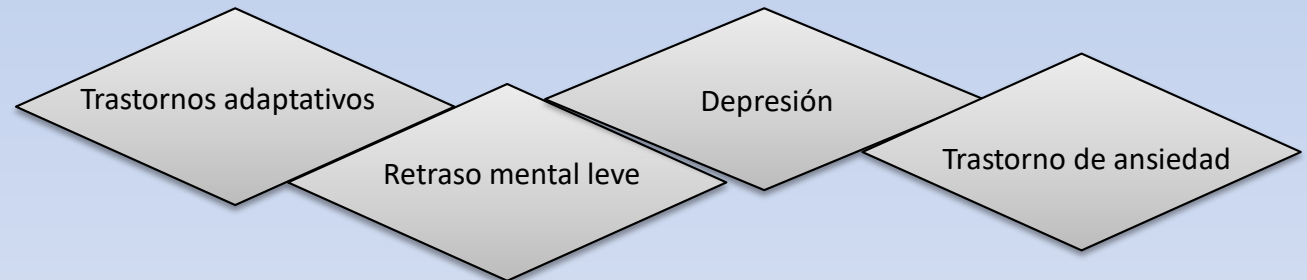 Trastornos adaptativos
Retraso mental leve
Depresión
Trastorno de ansiedad